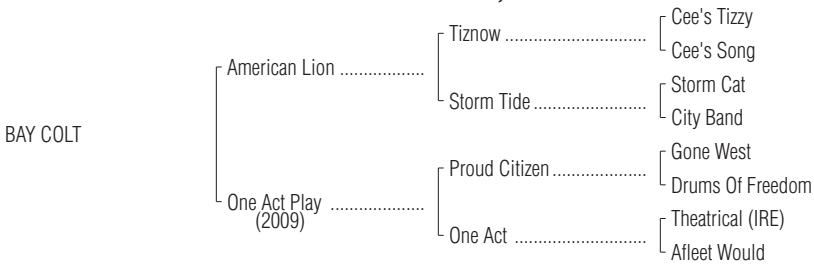 Cee's Tizzy
Tiznow ..............................
Cee's Song
American Lion ..................
Storm Cat
Storm Tide ........................
City Band
BAY COLT
Gone West
Proud Citizen ....................
Drums Of Freedom
One Act Play ....................
(2009)
Theatrical (IRE)
One Act ............................
Afleet Would